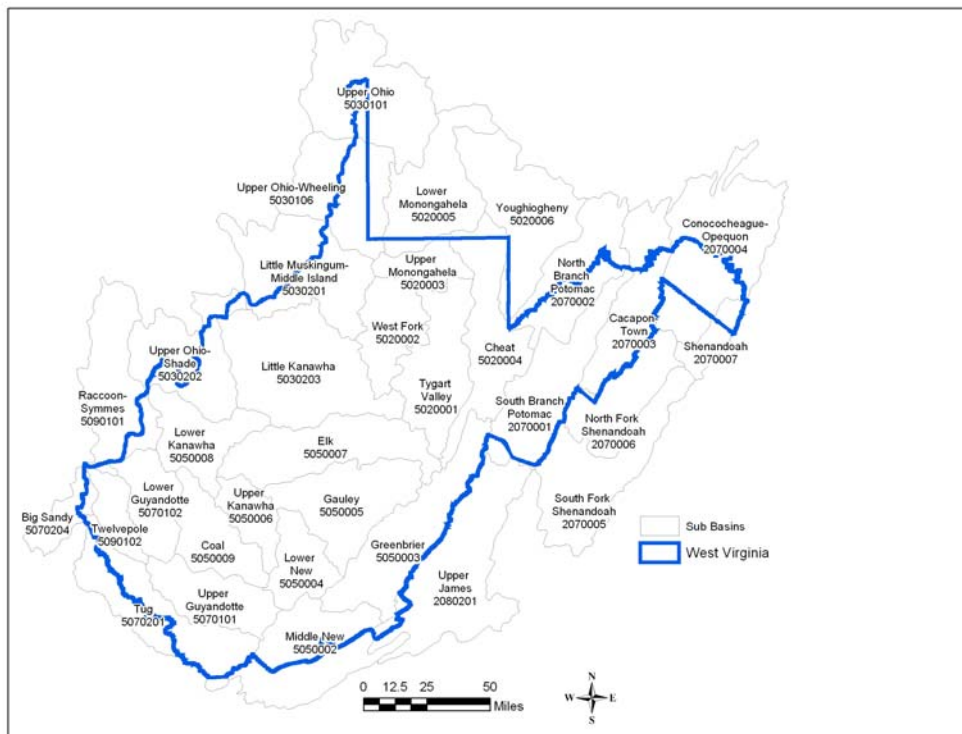 Upper Ohio
5030101
Upper Ohio-Wheeling
5030106
Lower
Monongahela
5020005
Youghiogheny
5020006
Conococheague-
Opequon
2070004
Little Muskingum-
Middle Island
5030201
Upper
Monongahela
5020003
North
Branch
Potomac
2070002
West Fork
5020002
Cacapon-
Town
2070003
Cheat
5020004
Shenandoah
2070007
Upper Ohio-
Shade
5030202
Little Kanawha
5030203
Tygart
Valley
5020001
Raccoon-
Symmes
5090101
South Branch
Potomac
2070001
North Fork
Shenandoah
2070006
Lower
Kanawha
5050008
Elk
5050007
Lower
Guyandotte
5070102
Upper
Kanawha
5050006
Gauley
5050005
South Fork
Shenandoah
2070005
Big Sandy
5070204
Twelvepole
5090102
Coal
5050009
Lower
New
5050004
Greenbrier
5050003
Upper
James
2080201
Tug
5070201
Upper
Guyandotte
5070101
Middle New
5050002
Sub Basins
West Virginia
0 12.5 25 50
Miles
N
W E
S